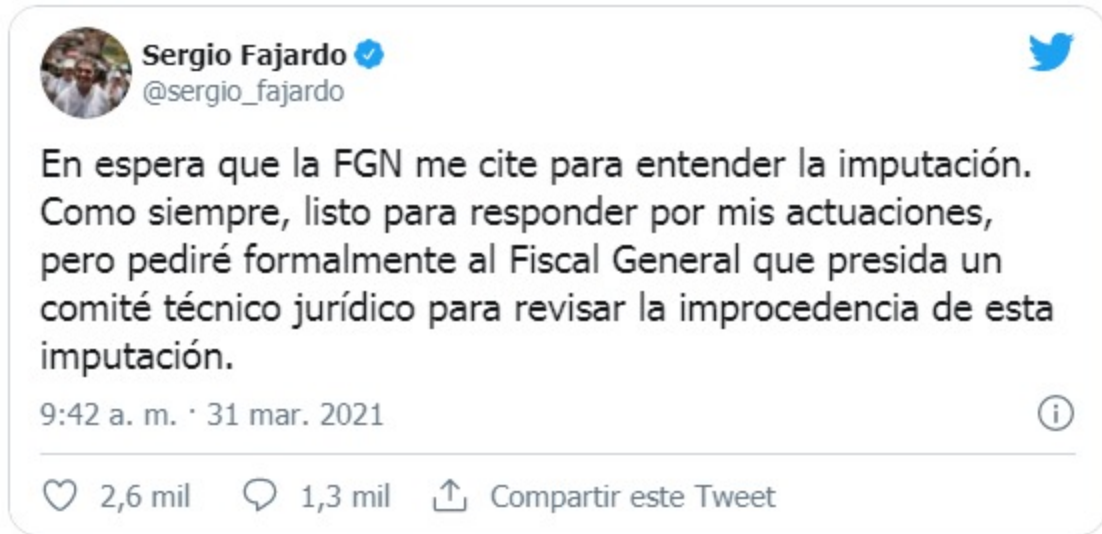 Sergio Fajardo
@sergio_fajardo
En espera que la FGN me cite para entender la imputación.
Como siempre, listo para responder por mis actuaciones,
pero pediré formalmente al Fiscal General que presida un
comité técnico jurídico para revisar la improcedencia de esta
imputación.
9:42 a. m. · 31 mar. 2021
2,6 mil 1,3 mil Compartir este Tweet